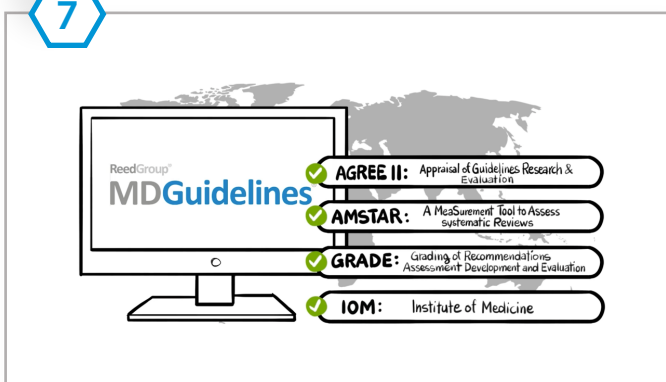 7
ReedGroup®
MDGuidelines
AGREE II: Appraisal of Guidelines Research &
Evaluation
AMSTAR: A MeaSurement Tool to Assess
systematic Reviews
GRADE: Grading of Recommendations
Assessment Development and Evaluation
IOM: Institute of Medicine